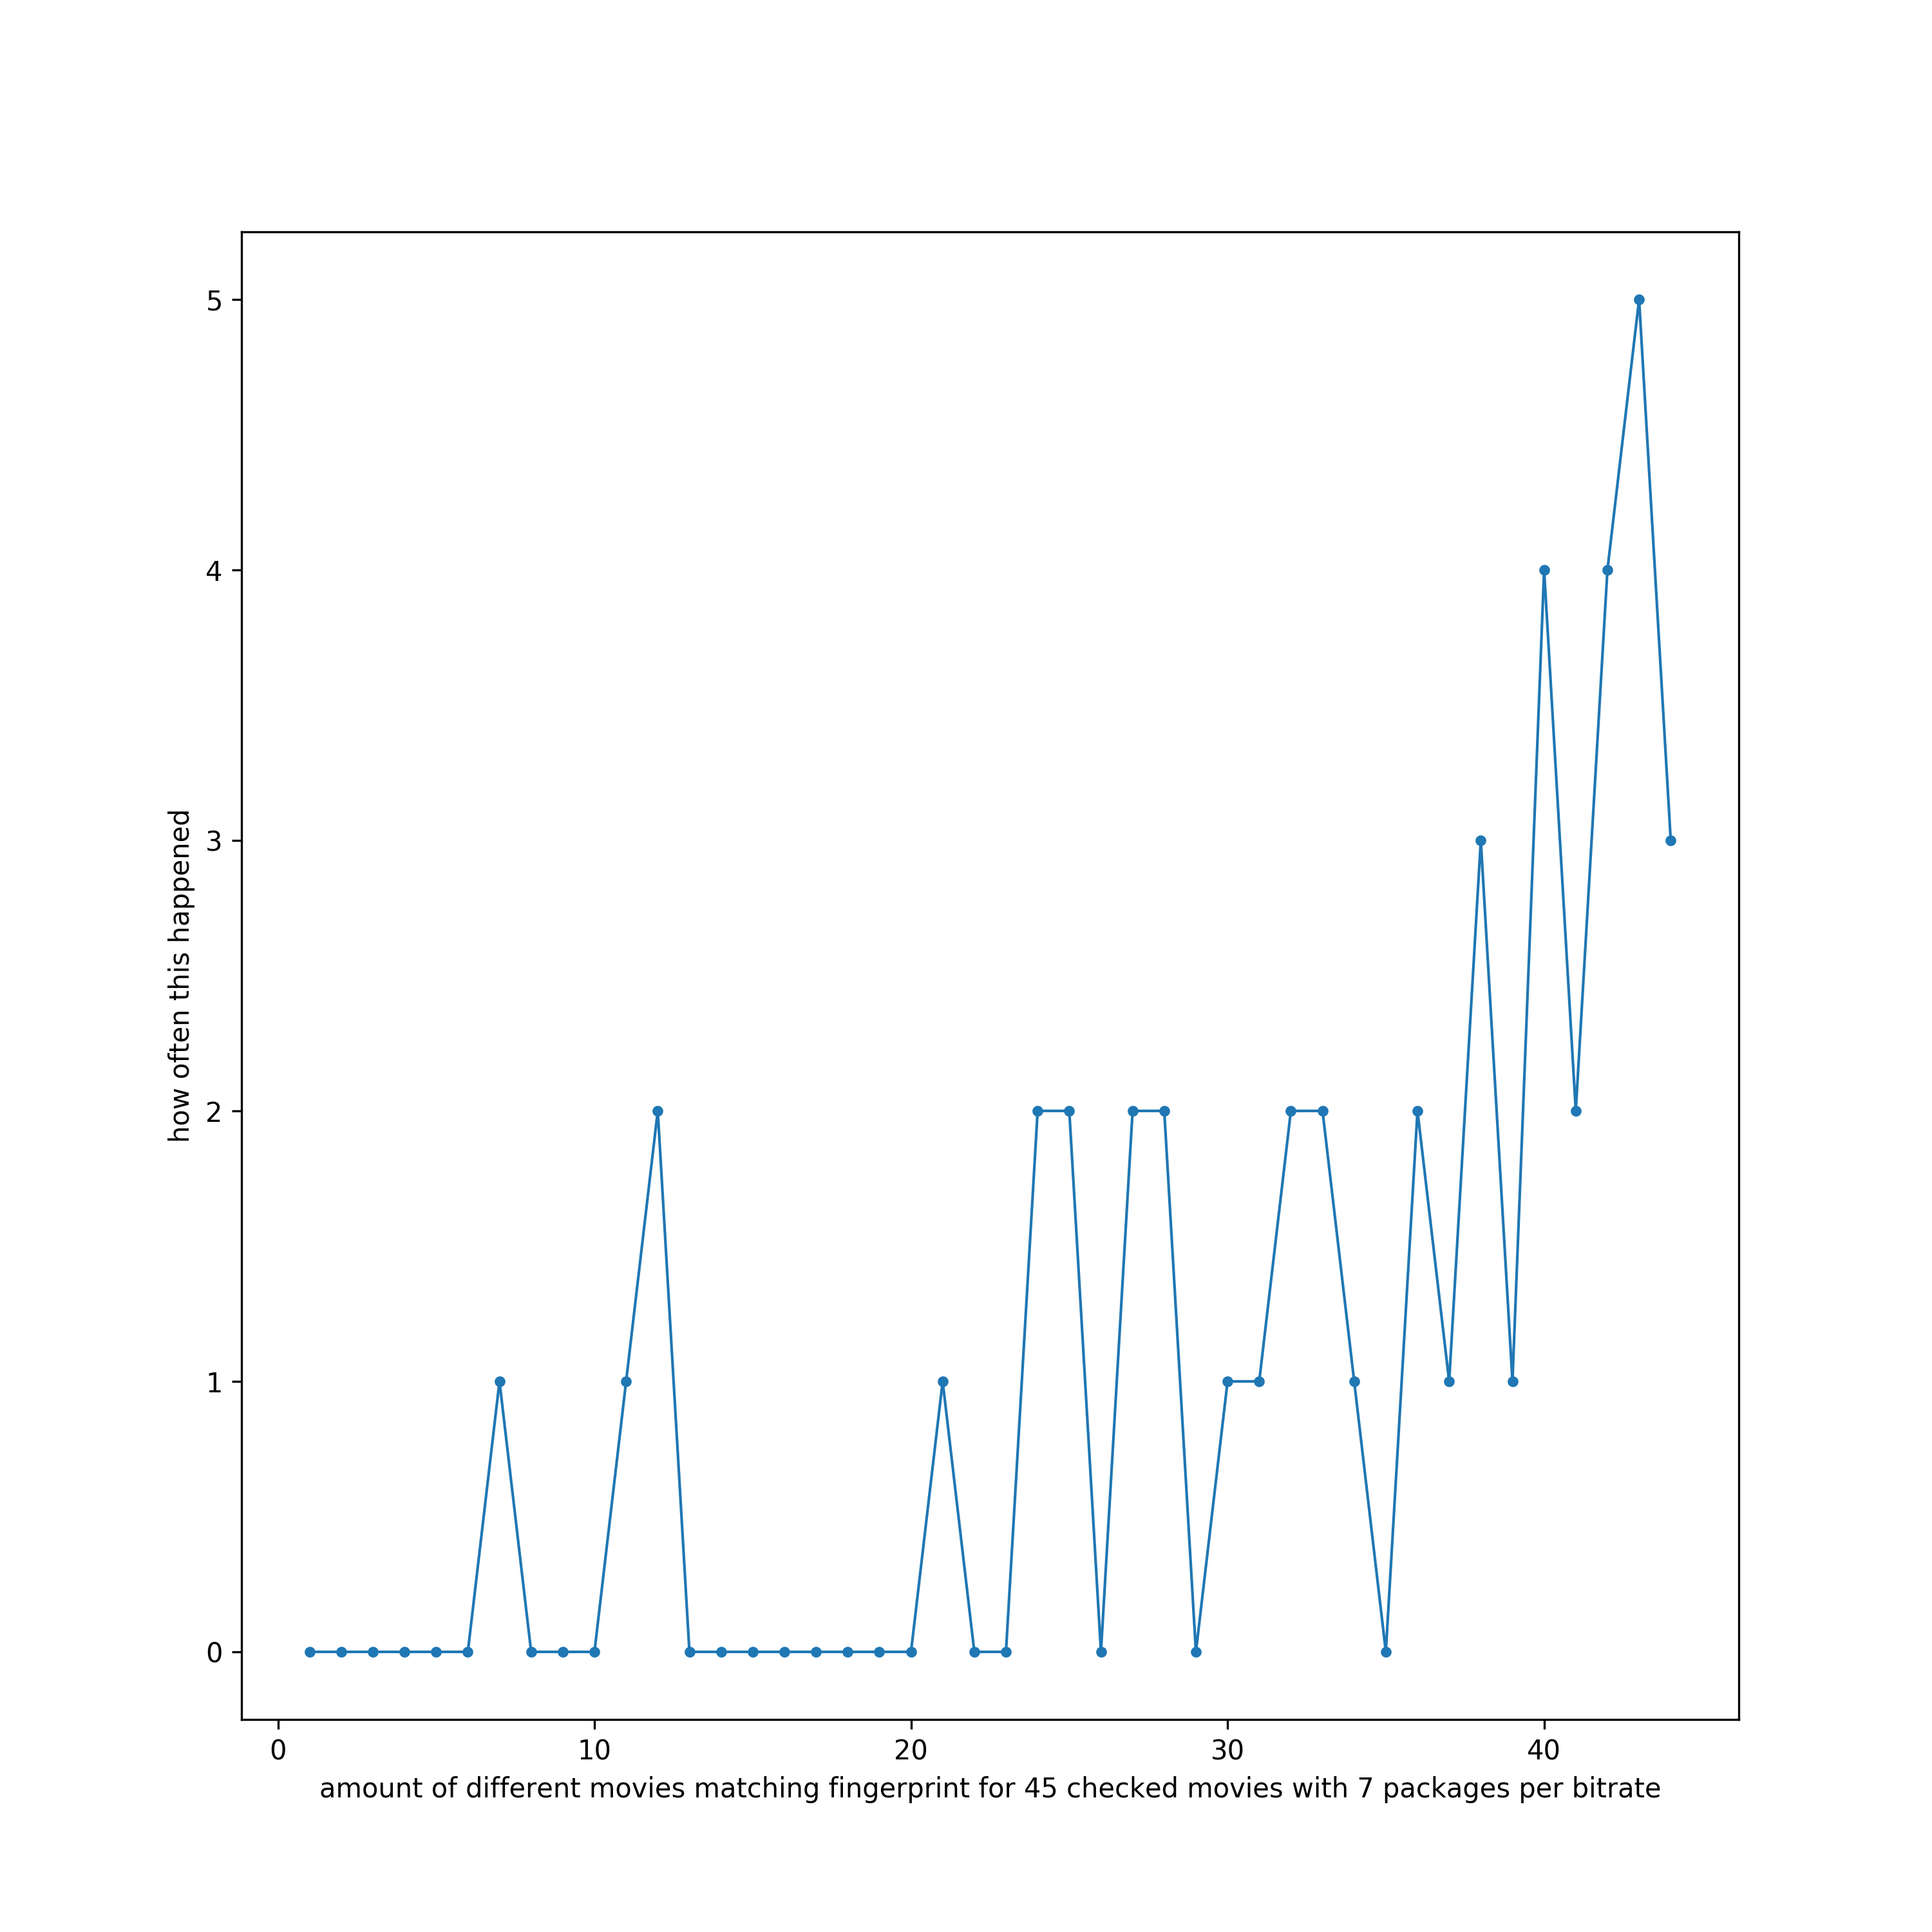 5
4
3
2
1
0
how often this happened
0 10 20 30 40
amount of different movies matching fingerprint for 45 checked movies with 7 packages per bitrate